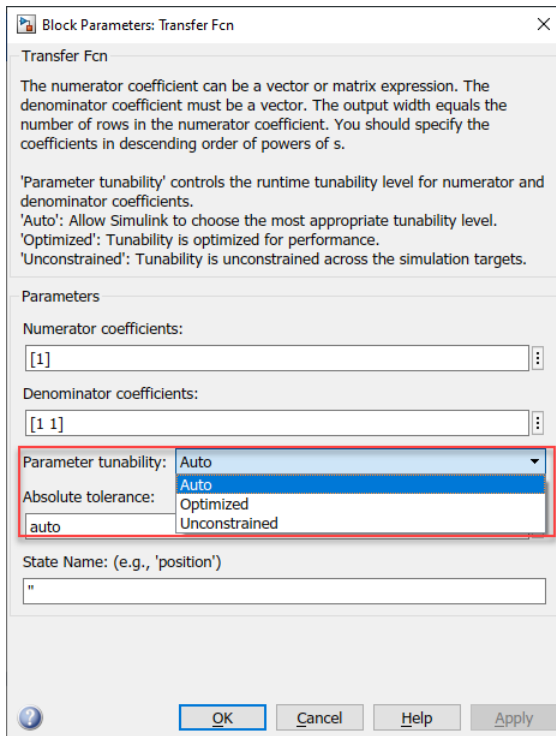 Block Parameters: Transfer Fcn
Transfer Fcn
The numerator coefficient can be a vector or matrix expression. The
denominator coefficient must be a vector. The output width equals the
number of rows in the numerator coefficient. You should specify the
coefficients in descending order of powers of s.
'Parameter tunability' controls the runtime tunability level for numerator and
denominator coefficients.
'Auto': Allow Simulink to choose the most appropriate tunability level.
'Optimized': Tunability is optimized for performance.
'Unconstrained': Tunability is unconstrained across the simulation targets.
Parameters
Numerator coefficients:
[1]
Denominator coefficients:
[1 1]
Parameter tunability: Auto
Auto
Absolute tolerance:
Optimized
Unconstrained
auto
State Name: (e.g., 'position')
''
OK Cancel Help Apply